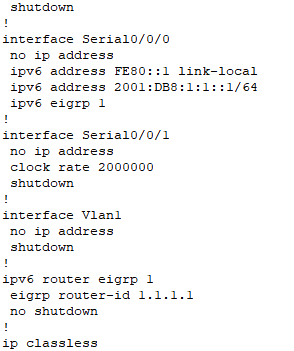 shutdown
!
interface Serial0/0/0
 no ip address
 ipv6 address FE80::1 link-local
 ipv6 address 2001:DB8:1:1::1/64
 ipv6 eigrp 1
!
interface Serial0/0/1
 no ip address
 clock rate 2000000
 shutdown
!
interface Vlan1
 no ip address
 shutdown
!
ipv6 router eigrp 1
 eigrp router-id 1.1.1.1
 no shutdown
!
ip classless